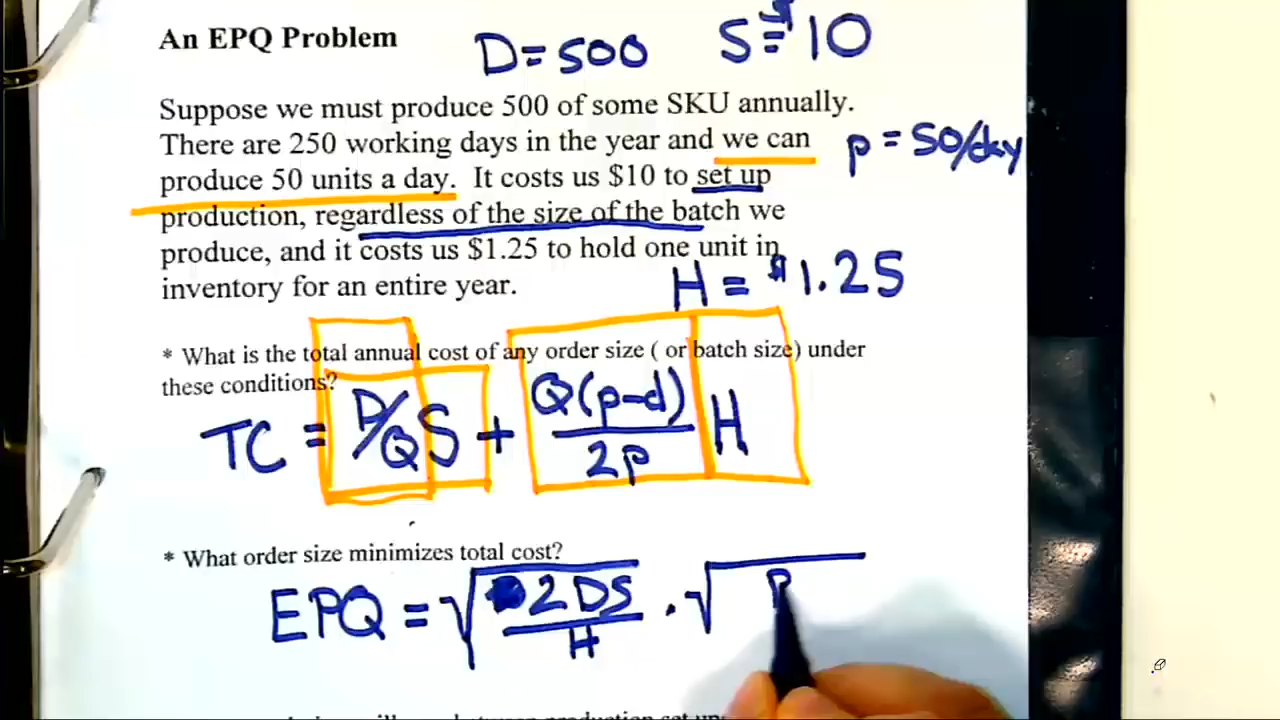 An EPQ Problem
D=500 S=$10
Suppose we must produce 500 of some SKU annually.
There are 250 working days in the year and we can
p = 50/day
produce 50 units a day. It costs us $10 to set up
production, regardless of the size of the batch we
produce, and it costs us $1.25 to hold one unit in
inventory for an entire year.
H = $1.25
* What is the total annual cost of any order size ( or batch size) under
these conditions?
TC = D/Q S + Q(p-d)/2p H
* What order size minimizes total cost?
EPQ = √2DS/H · √p